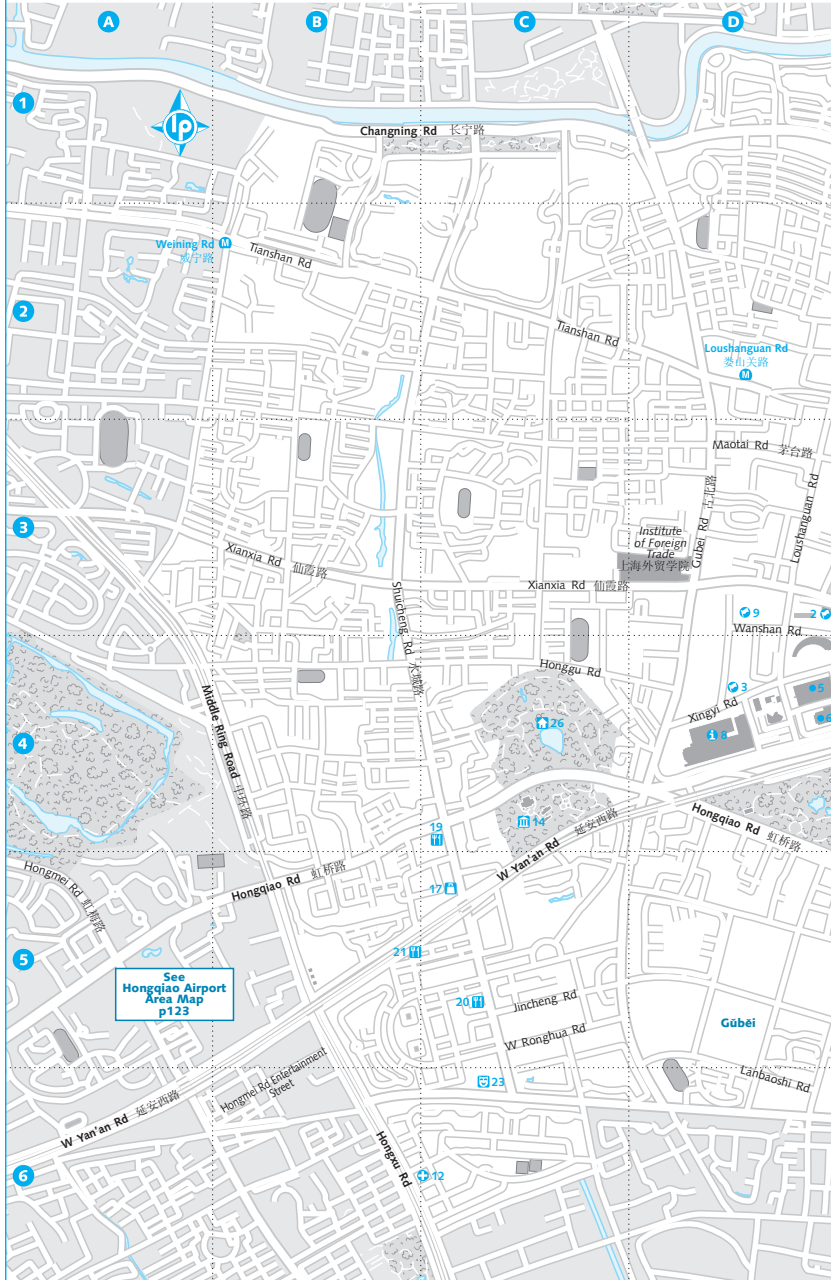 A
B
C
D
1
lp
Changning Rd 长宁路
Weining Rd M
威宁路
Tianshan Rd
2
Tianshan Rd
Loushanguan Rd
娄山关路
M
Maotai Rd 茅台路
3
Gubei Rd 古北路
Loushanguan Rd
Institute
of Foreign
Trade
上海外贸学院
Xianxia Rd 仙霞路
Xianxia Rd 仙霞路
Shuicheng Rd 水城路
9
2
Wanshan Rd
Honggu Rd
3
5
Xingyi Rd
6
Middle Ring Road 中环路
26
i 8
4
Hongqiao Rd 虹桥路
19
14
W Yan'an Rd 延安西路
Hongmei Rd 虹梅路
Hongqiao Rd 虹桥路
17
5
21
See
Hongqiao Airport
Area Map
p123
20
Jincheng Rd
Gǔběi
W Ronghua Rd
23
Lanbaoshi Rd
Hongmei Rd Entertainment
Street
W Yan'an Rd 延安西路
Hongxu Rd
6
12